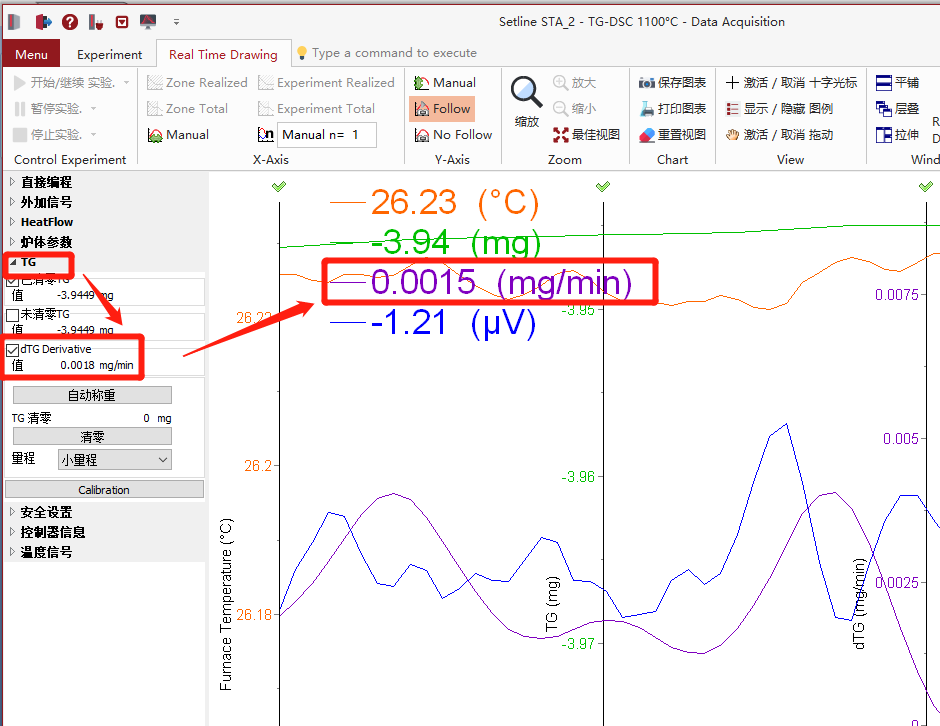 Setline STA_2 - TG-DSC 1100°C - Data Acquisition
Menu
Experiment
Real Time Drawing
Type a command to execute
开始/继续 实验.
Zone Realized
Experiment Realized
Manual
放大
保存图表
激活 / 取消 十字光标
平铺
暂停实验.
Zone Total
Experiment Total
Follow
缩放
缩小
打印图表
显示 / 隐藏 图例
层叠
R
停止实验.
Manual
Manual n= 1
No Follow
最佳视图
重置视图
激活 / 取消 拖动
拉伸
D
Control Experiment
X-Axis
Y-Axis
Zoom
Chart
View
Wind
直接编程
外加信号
HeatFlow
炉体参数
TG
已清零TG
值 -3.9449 mg
未清零TG
值 -3.9449 mg
dTG Derivative
值 0.0018 mg/min
自动称重
TG 清零 0 mg
清零
量程 小量程
Calibration
安全设置
控制器信息
温度信号
26.23 (°C)
-3.94 (mg)
0.0015 (mg/min)
-1.21 (µV)
26.2
26.18
Furnace Temperature (°C)
-3.95
-3.96
-3.97
TG (mg)
0.0075
0.005
0.0025
0
dTG (mg/min)